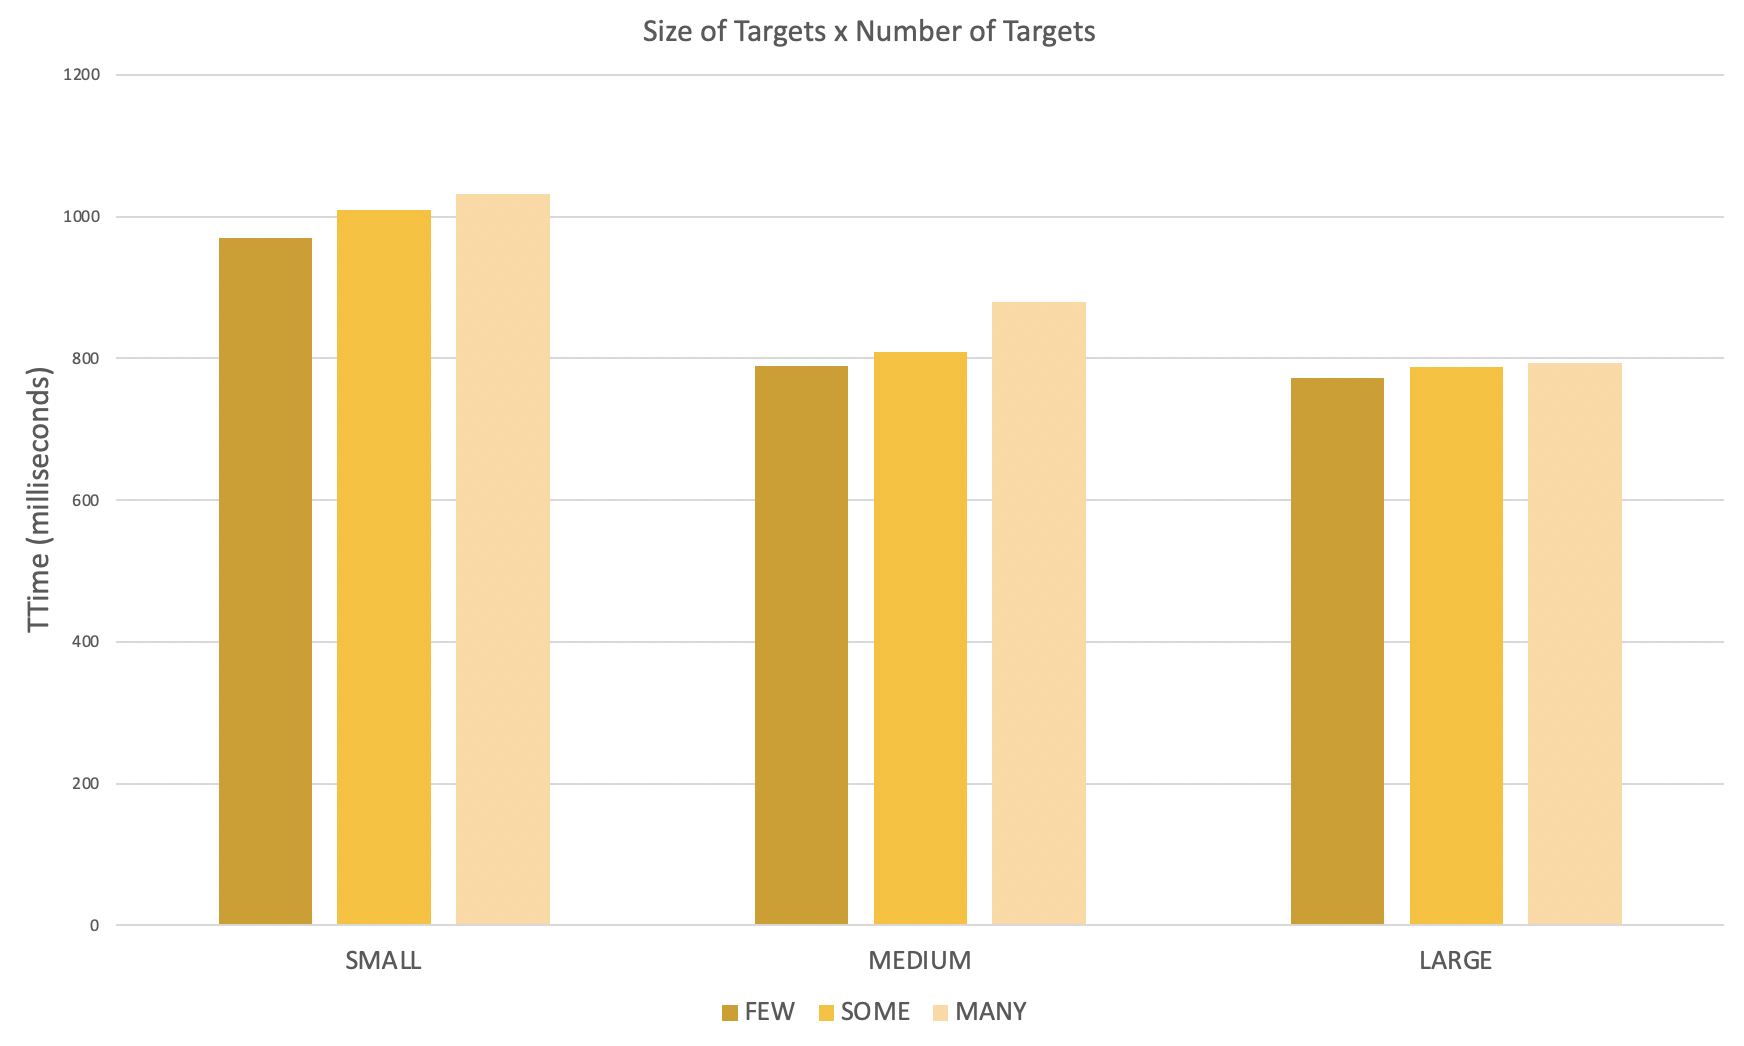 Size of Targets x Number of Targets
1200
1000
800
600
400
200
0
TTime (milliseconds)
SMALL MEDIUM LARGE
FEW SOME MANY